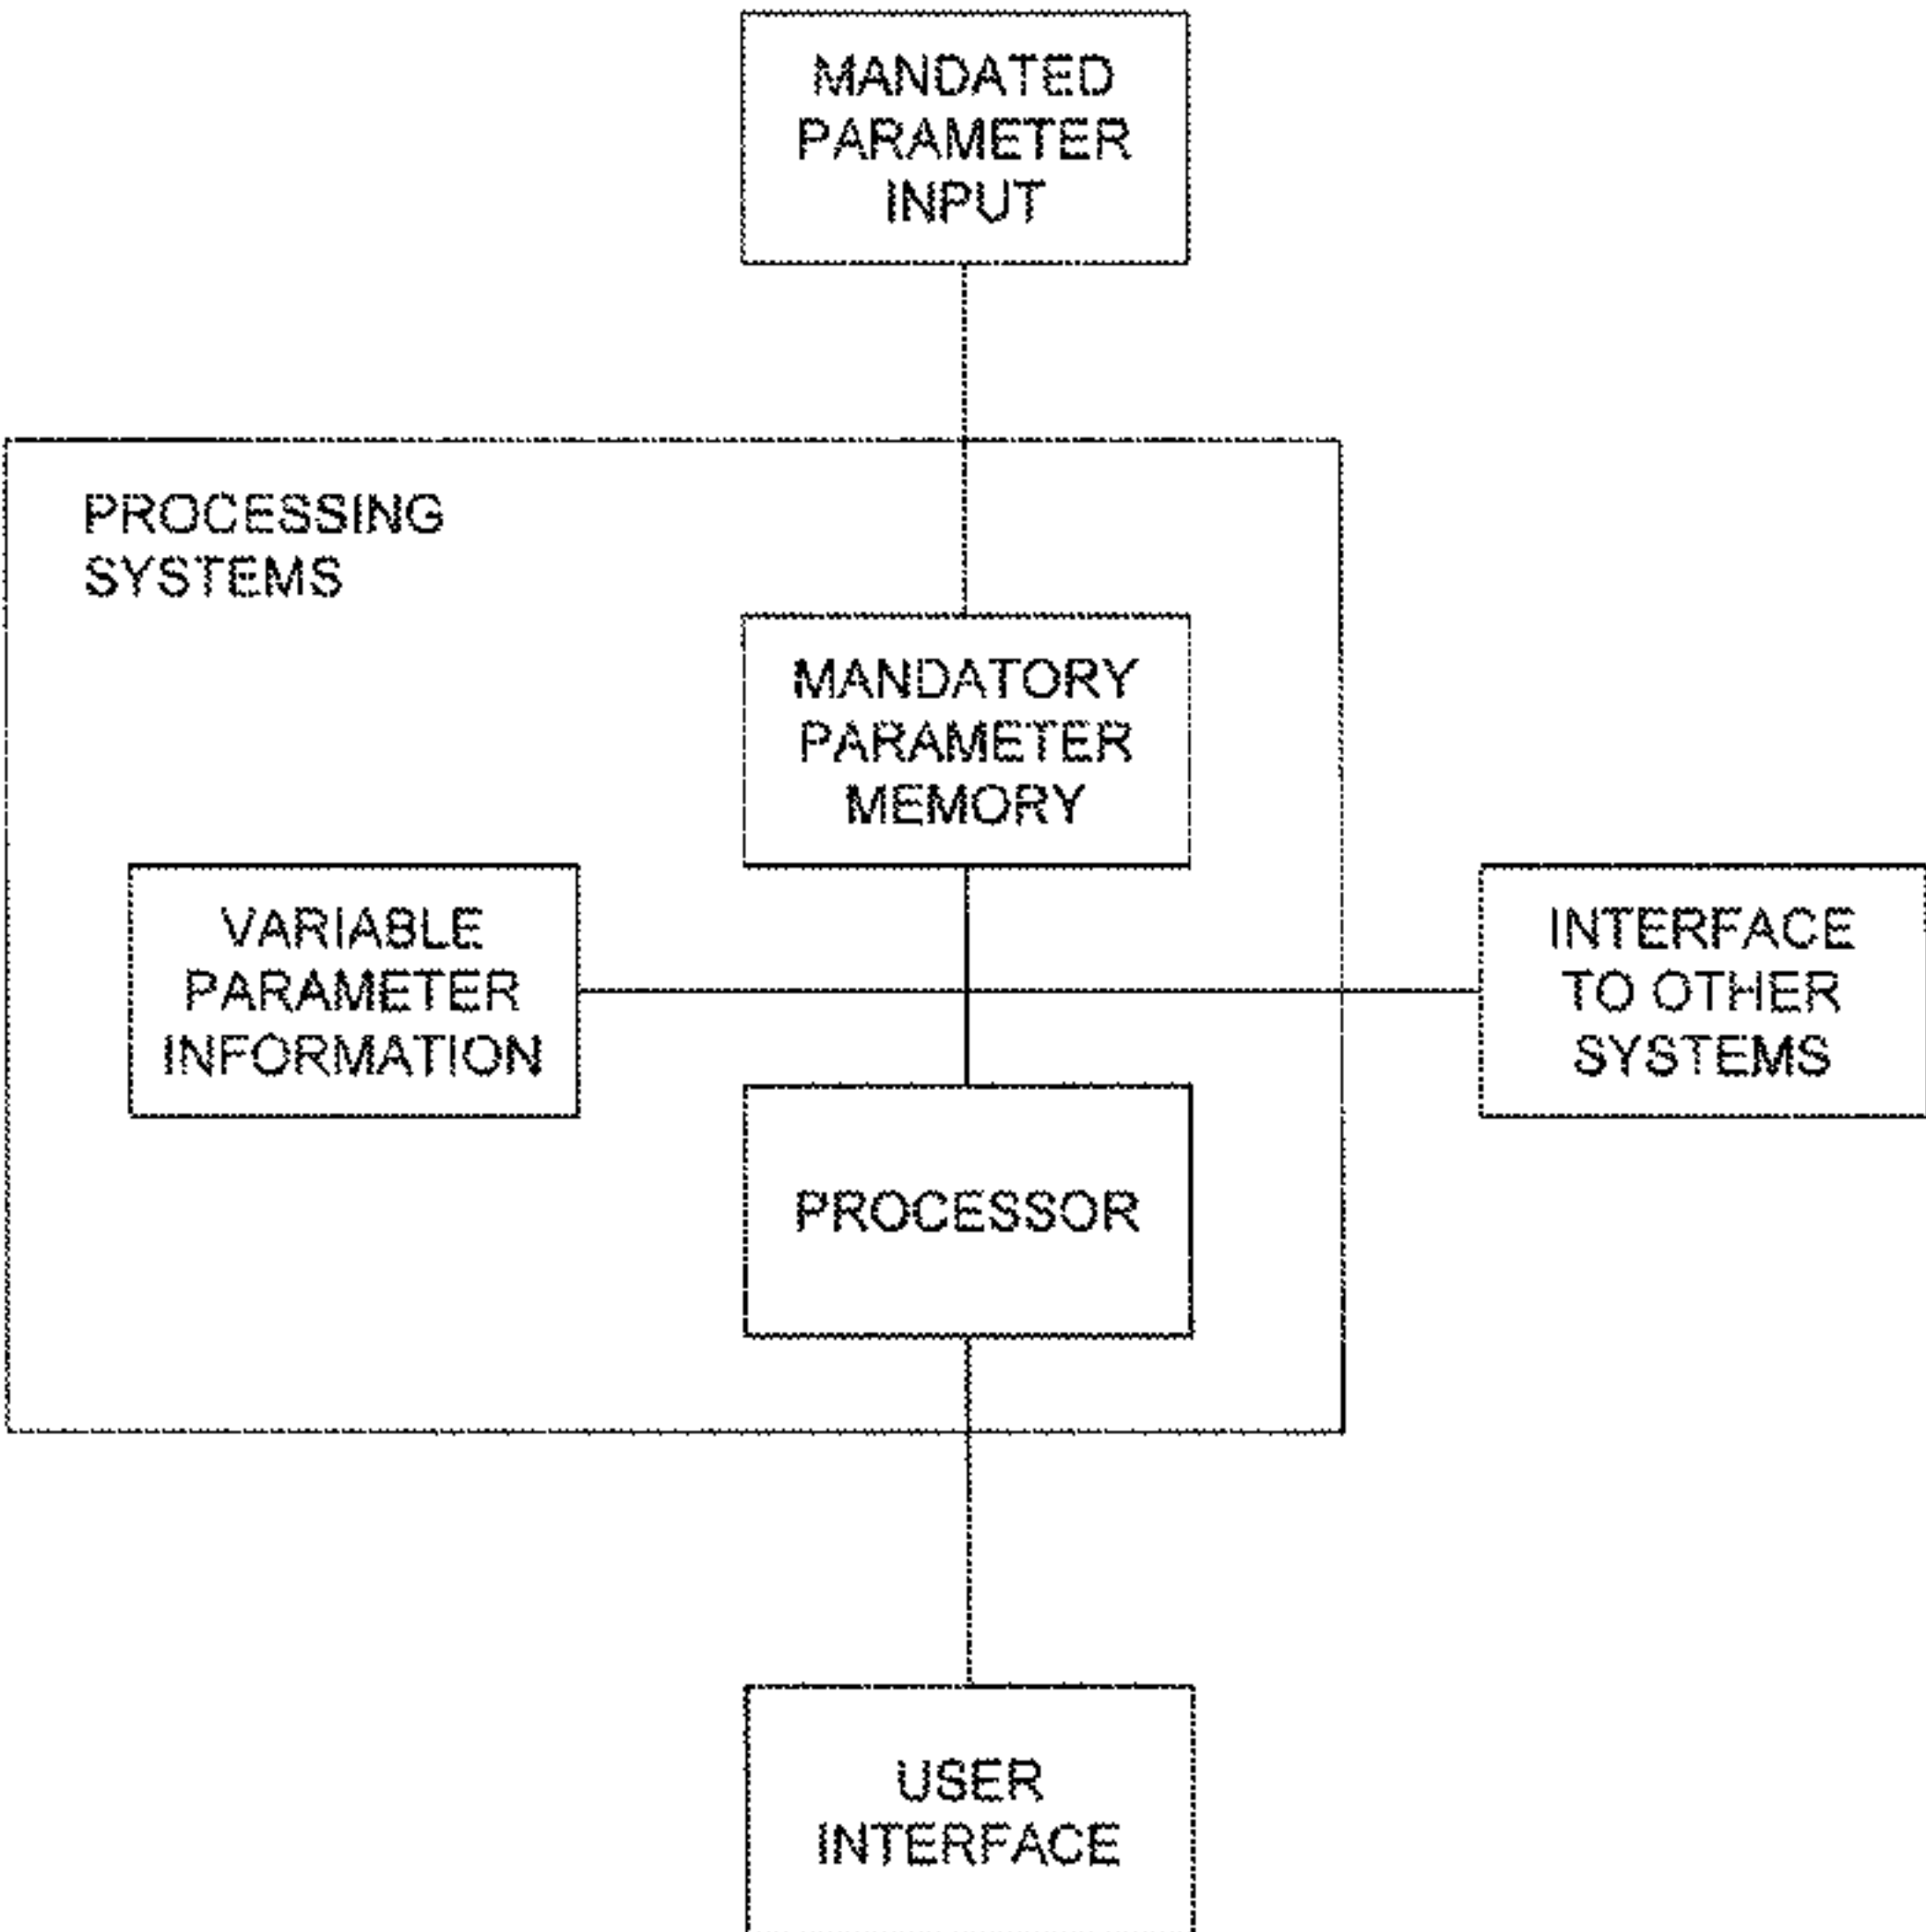 MANDATED
PARAMETER
INPUT
PROCESSING
SYSTEMS
MANDATORY
PARAMETER
MEMORY
VARIABLE
PARAMETER
INFORMATION
INTERFACE
TO OTHER
SYSTEMS
PROCESSOR
USER
INTERFACE